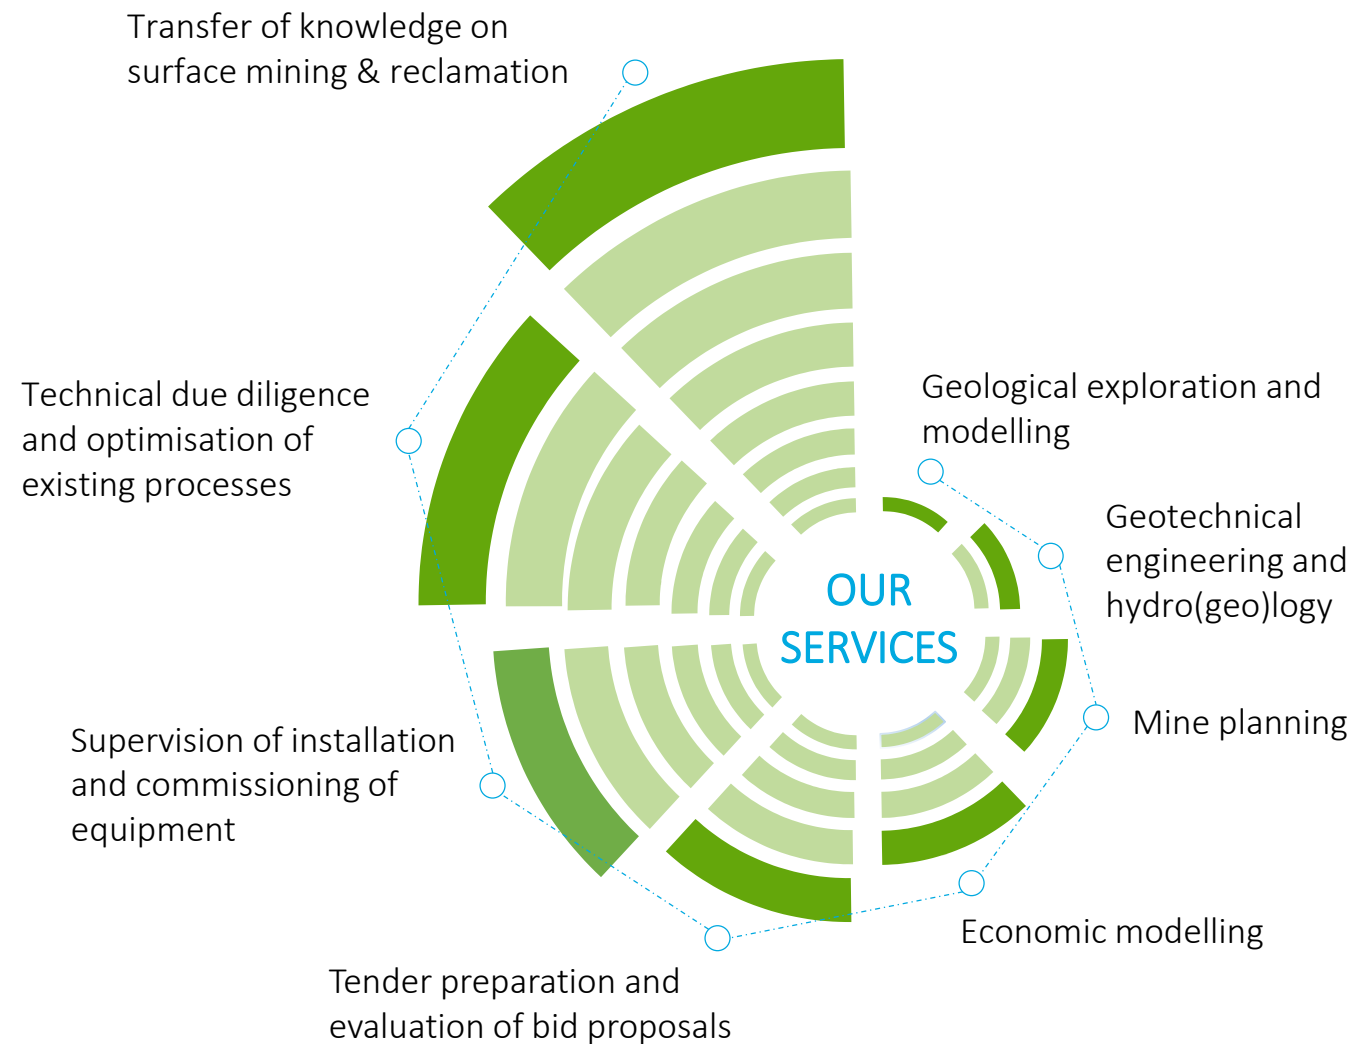 Transfer of knowledge on
surface mining & reclamation
Geological exploration and
modelling
Technical due diligence
and optimisation of
existing processes
Geotechnical
engineering and
hydro(geo)logy
OUR
SERVICES
Mine planning
Supervision of installation
and commissioning of
equipment
Economic modelling
Tender preparation and
evaluation of bid proposals